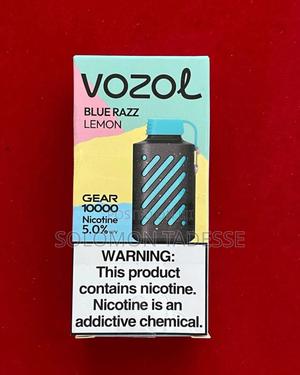 VOZOL
BLUE RAZZ
LEMON
GEAR
10000
Nicotine
5.0%
SOLOMON TADESSE
WARNING:
This product
contains nicotine.
Nicotine is an
addictive chemical.